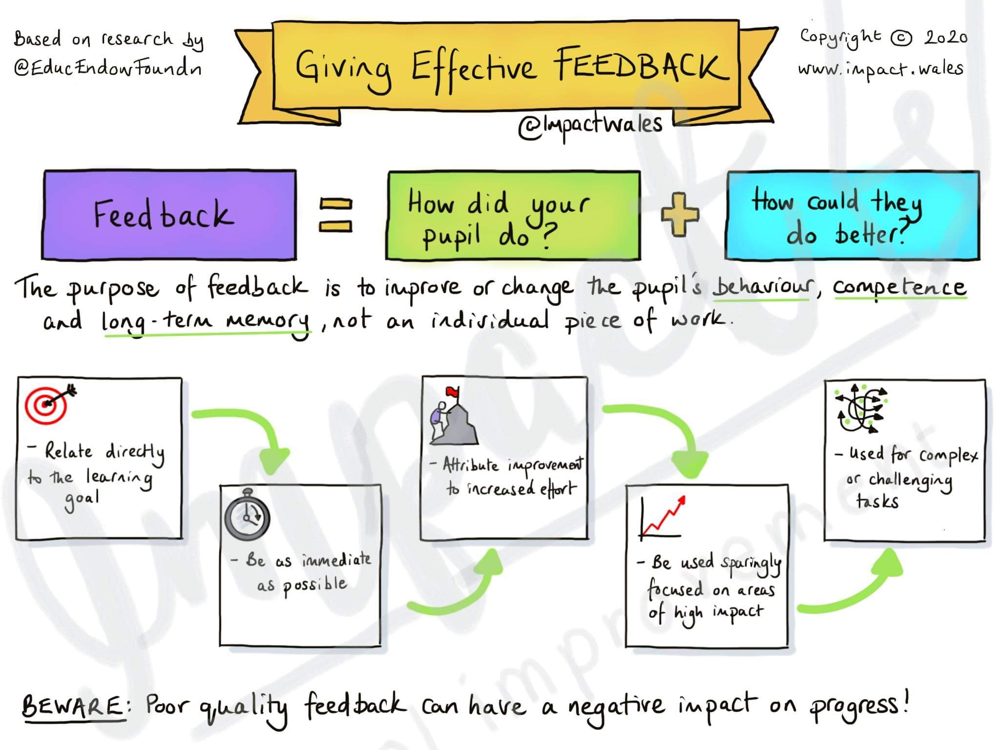 Based on research by
@EducEndowFoundn
Giving Effective FEEDBACK
Copyright © 2020
www.impact.wales
@ImpactWales
Feedback
=
How did your
pupil do?
+
How could they
do better?
The purpose of feedback is to improve or change the pupil's behaviour, competence
and long-term memory, not an individual piece of work.
- Relate directly
to the learning
goal
- Be as immediate
as possible
- Attribute improvement
to increased effort
- Be used sparingly
focused on areas
of high impact
- Used for complex
or challenging
tasks
BEWARE: Poor quality feedback can have a negative impact on progress!
Impact
improvement